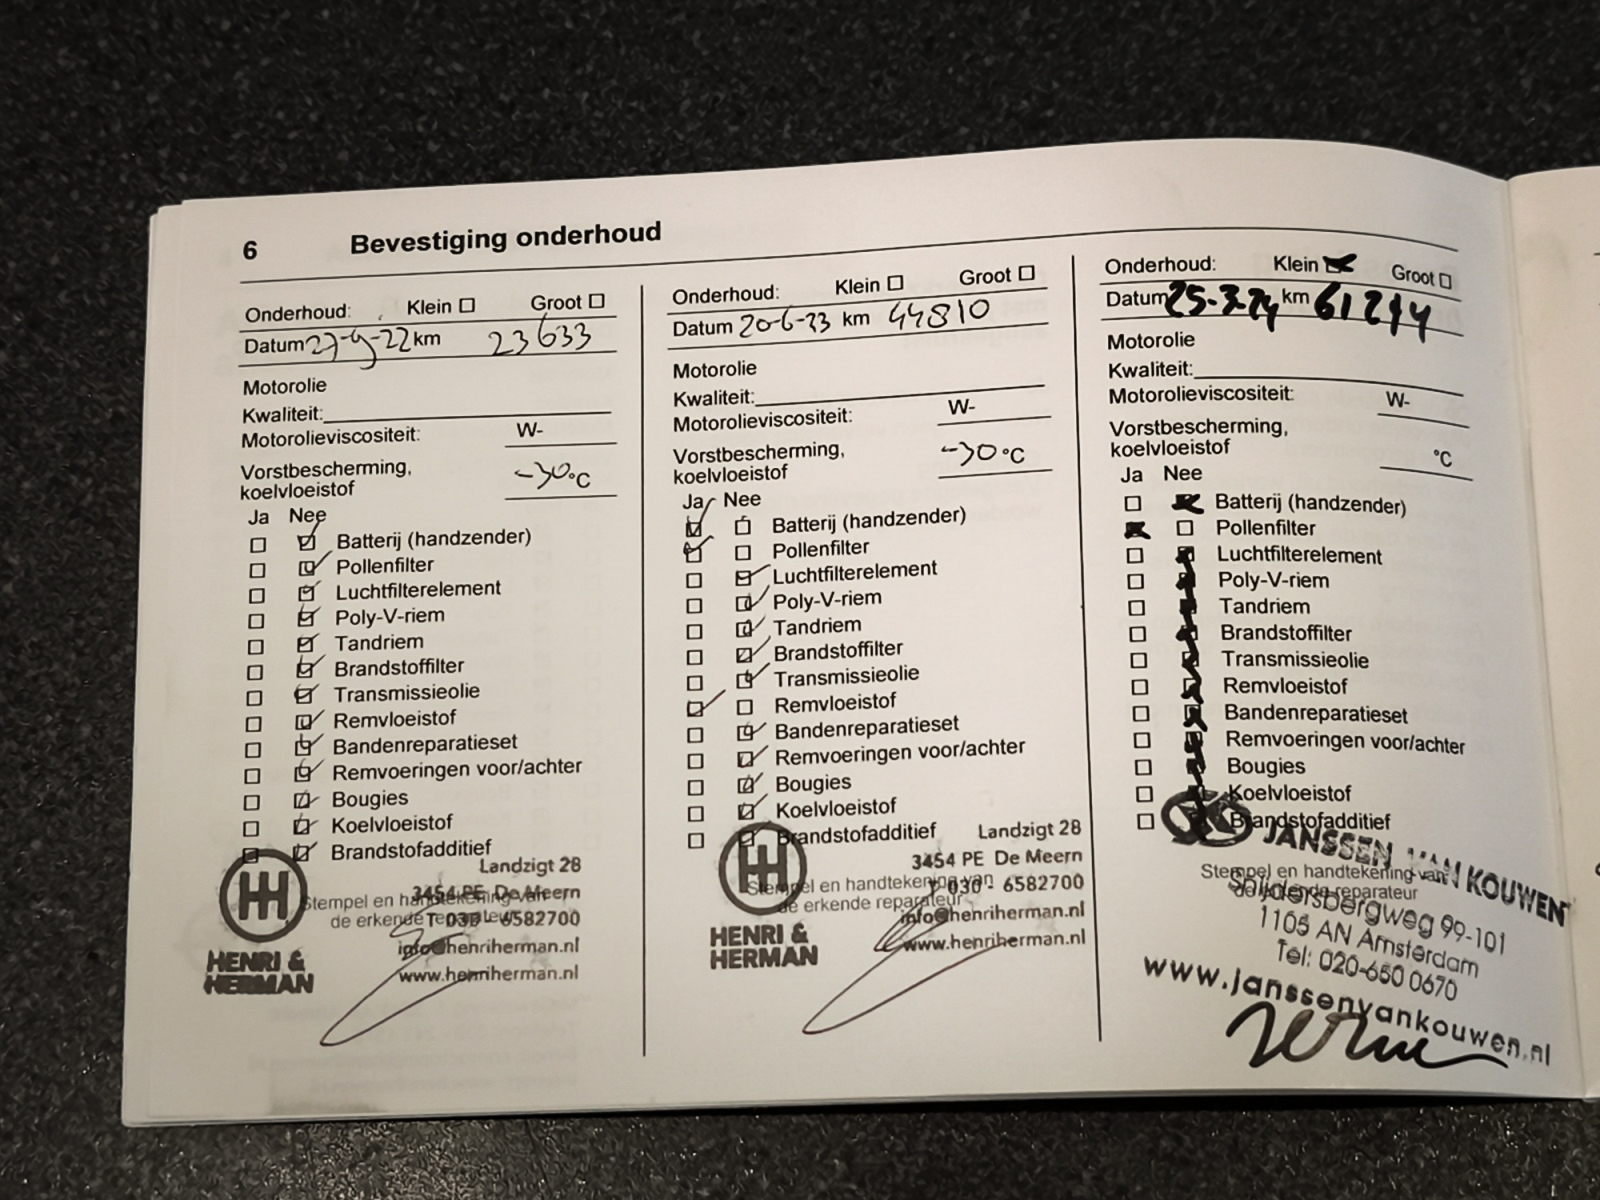 6 Bevestiging onderhoud
Onderhoud: Klein Groot
Datum 27-9-22 km 23633
Motorolie
Kwaliteit:
Motorolieviscositeit: W-
Vorstbescherming,
koelvloeistof -30 °C
Ja Nee
Batterij (handzender)
Pollenfilter
Luchtfilterelement
Poly-V-riem
Tandriem
Brandstoffilter
Transmissieolie
Remvloeistof
Bandenreparatieset
Remvoeringen voor/achter
Bougies
Koelvloeistof
Brandstofadditief
Landzigt 28
3454 PE De Meern
Stempel en handtekening van
de erkende reparateur
T 030 - 6582700
info@henriherman.nl
www.henriherman.nl
HENRI &
HERMAN
Onderhoud: Klein Groot
Datum 20-6-23 km 44810
Motorolie
Kwaliteit:
Motorolieviscositeit: W-
Vorstbescherming,
koelvloeistof -30 °C
Ja Nee
Batterij (handzender)
Pollenfilter
Luchtfilterelement
Poly-V-riem
Tandriem
Brandstoffilter
Transmissieolie
Remvloeistof
Bandenreparatieset
Remvoeringen voor/achter
Bougies
Koelvloeistof
Brandstofadditief
Landzigt 28
3454 PE De Meern
Stempel en handtekening van
de erkende reparateur
T 030 - 6582700
info@henriherman.nl
www.henriherman.nl
HENRI &
HERMAN
Onderhoud: Klein Groot
Datum 25-3-24 km 61214
Motorolie
Kwaliteit:
Motorolieviscositeit: W-
Vorstbescherming,
koelvloeistof °C
Ja Nee
Batterij (handzender)
Pollenfilter
Luchtfilterelement
Poly-V-riem
Tandriem
Brandstoffilter
Transmissieolie
Remvloeistof
Bandenreparatieset
Remvoeringen voor/achter
Bougies
Koelvloeistof
Brandstofadditief
JANSSEN VAN KOUWEN
Stempel en handtekening van
de erkende reparateur
Snijdersbergweg 99-101
1105 AN Amsterdam
Tel: 020-650 0670
www.janssenvankouwen.nl